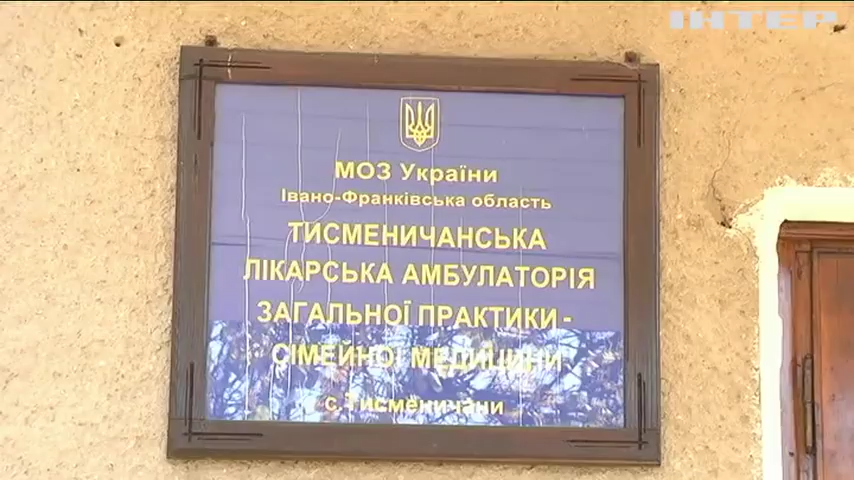 ІНТЕР
МОЗ України
Івано-Франківська область
ТИСМЕНИЧАНСЬКА
ЛІКАРСЬКА АМБУЛАТОРІЯ
ЗАГАЛЬНОЇ ПРАКТИКИ-
СІМЕЙНОЇ МЕДИЦИНИ
с. Тисменичани